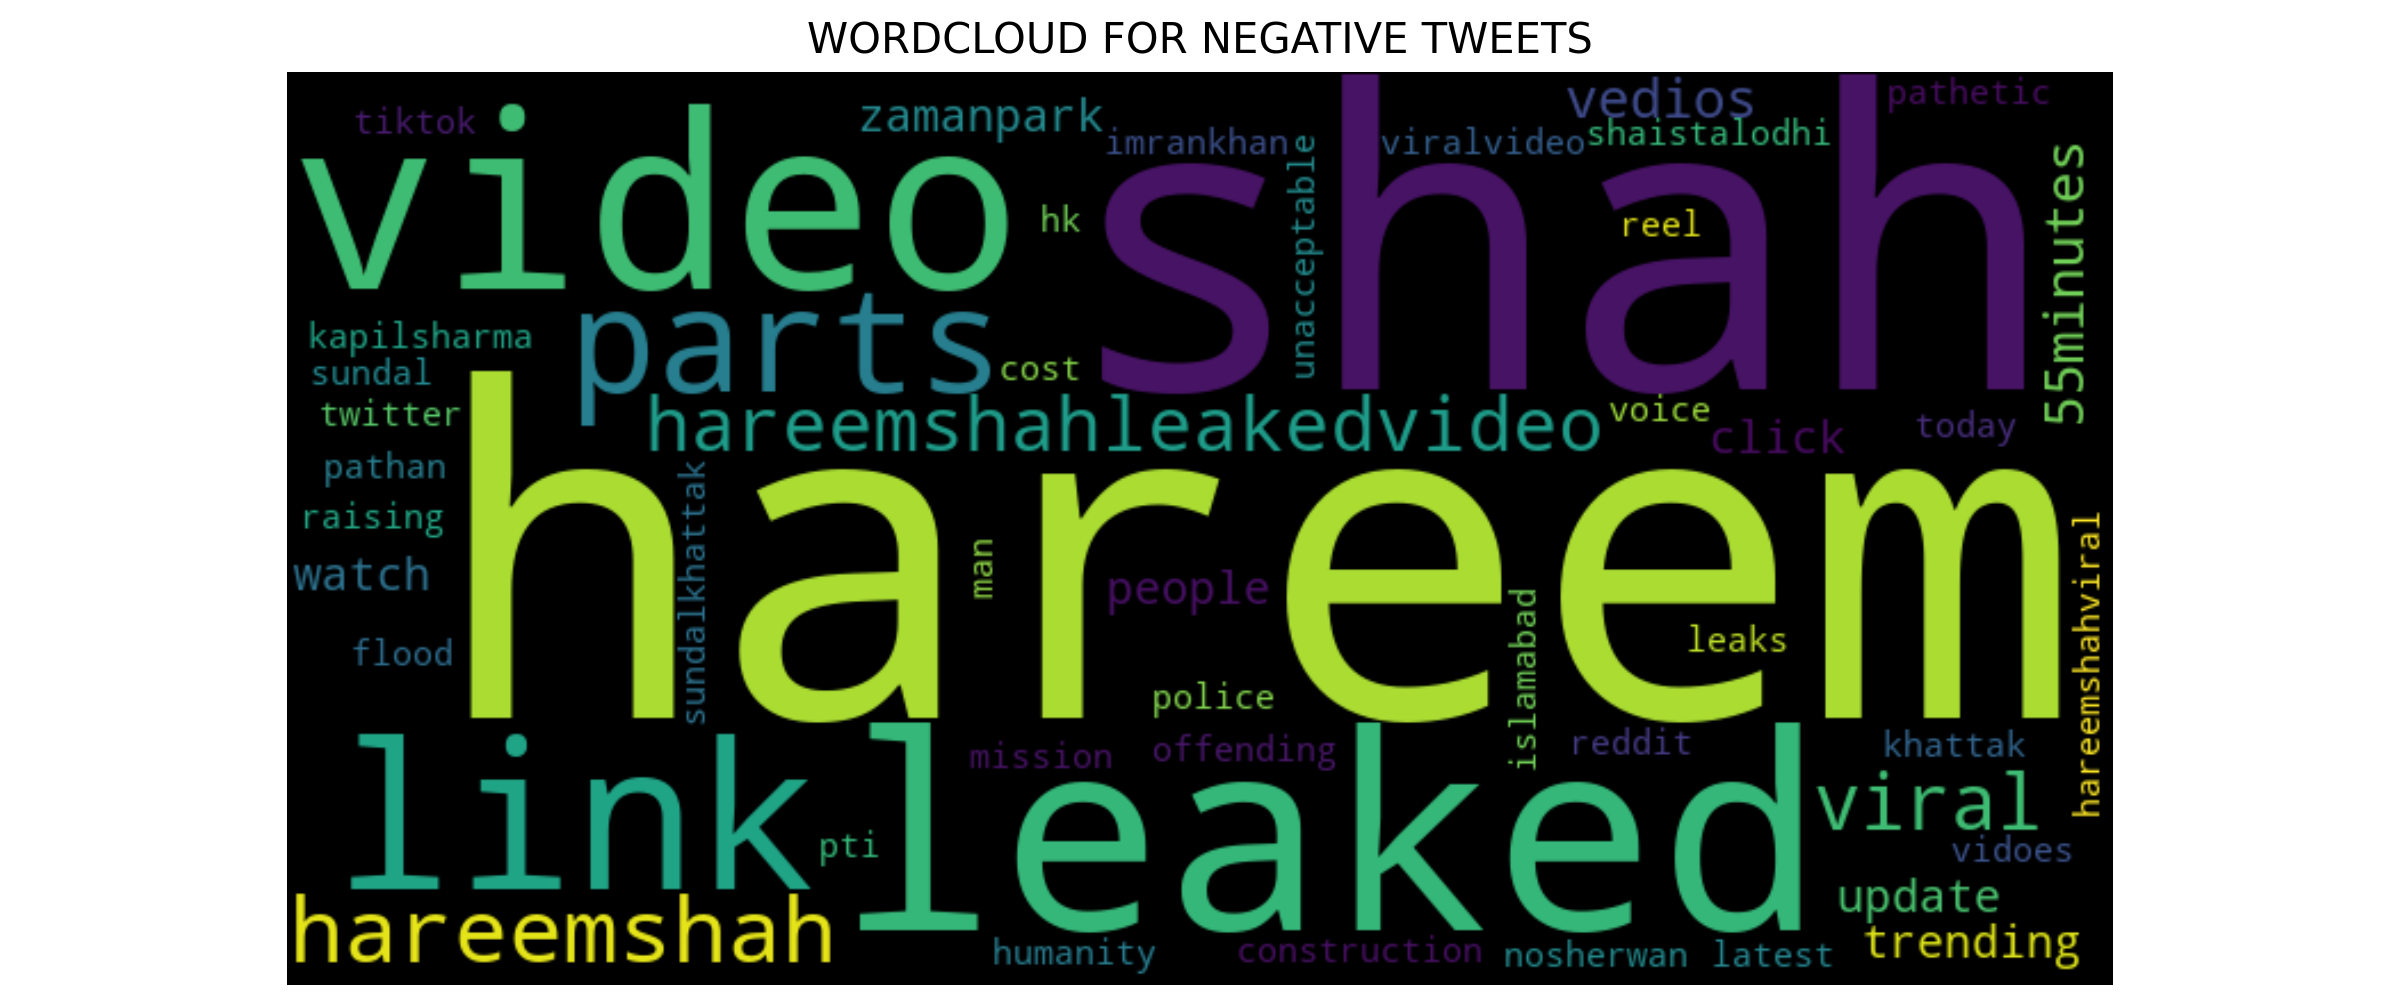 WORDCLOUD FOR NEGATIVE TWEETS
tiktok
video
zamanpark
imrankhan
unacceptable
viralvideo
vedios
shaistalodhi
pathetic
shah
hk
reel
55minutes
kapilsharma
parts
sundal
cost
twitter
hareemshahleakedvideo
voice
click
today
pathan
raising
hareem
sundalkhattak
man
people
watch
flood
leaks
police
islamabad
hareemshahviral
link
leaked
mission
offending
reddit
khattak
pti
viral
vidoes
update
hareemshah
humanity
construction
nosherwan
latest
trending